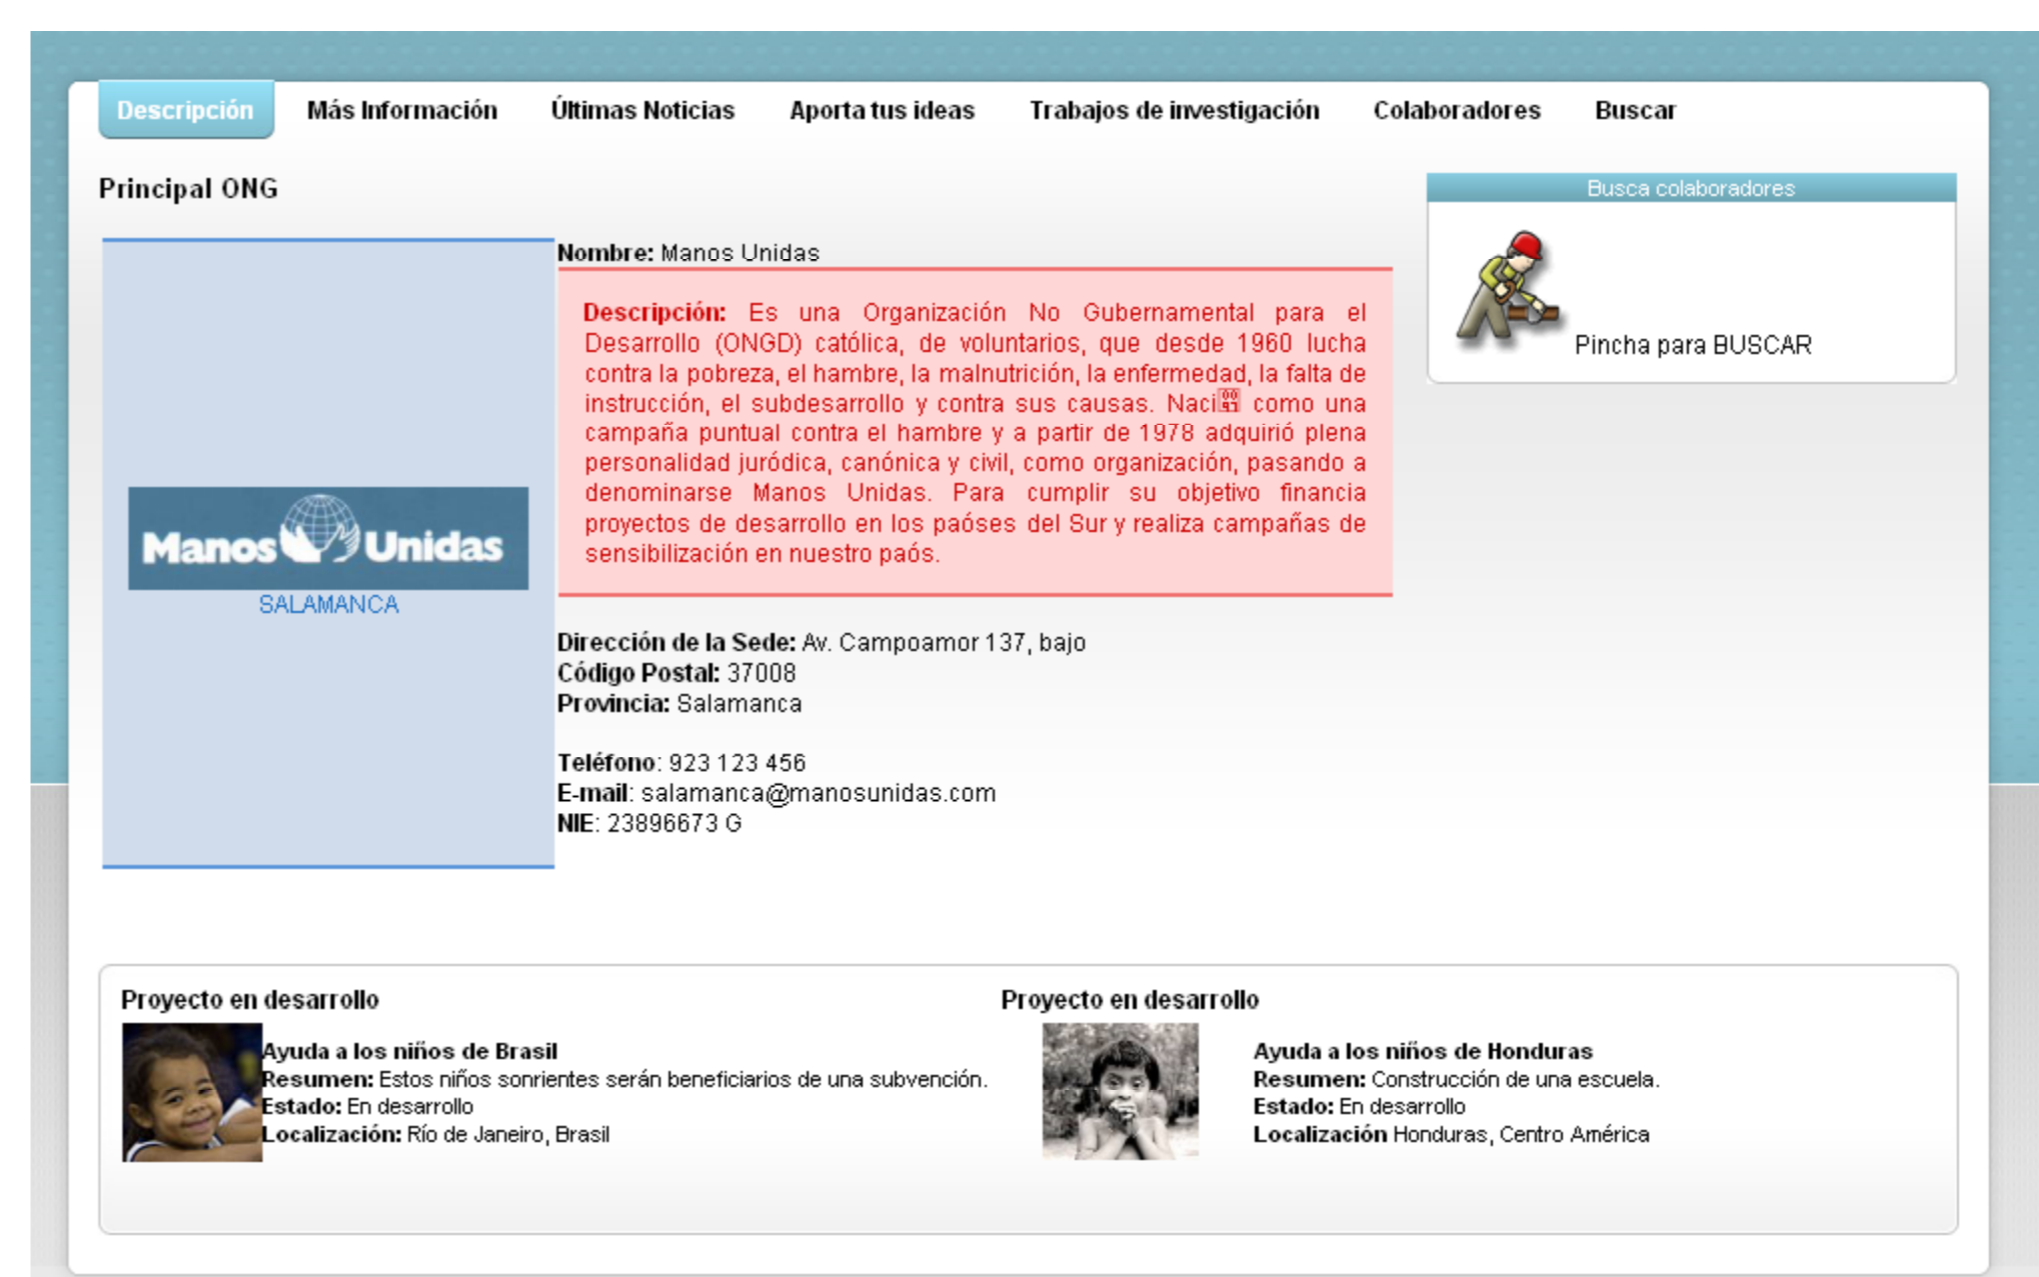 Descripción Más Información Últimas Noticias Aporta tus ideas Trabajos de investigación Colaboradores Buscar
Principal ONG
Manos Unidas
SALAMANCA
Nombre: Manos Unidas
Descripción: Es una Organización No Gubernamental para el
Desarrollo (ONGD) católica, de voluntarios, que desde 1960 lucha
contra la pobreza, el hambre, la malnutrición, la enfermedad, la falta de
instrucción, el subdesarrollo y contra sus causas. Naci como una
campaña puntual contra el hambre y a partir de 1978 adquirió plena
personalidad juródica, canónica y civil, como organización, pasando a
denominarse Manos Unidas. Para cumplir su objetivo financia
proyectos de desarrollo en los paóses del Sur y realiza campañas de
sensibilización en nuestro paós.
Dirección de la Sede: Av. Campoamor 137, bajo
Código Postal: 37008
Provincia: Salamanca
Teléfono: 923 123 456
E-mail: salamanca@manosunidas.com
NIE: 23896673 G
Busca colaboradores
Pincha para BUSCAR
Proyecto en desarrollo
Ayuda a los niños de Brasil
Resumen: Estos niños sonrientes serán beneficiarios de una subvención.
Estado: En desarrollo
Localización: Río de Janeiro, Brasil
Proyecto en desarrollo
Ayuda a los niños de Honduras
Resumen: Construcción de una escuela.
Estado: En desarrollo
Localización Honduras, Centro América